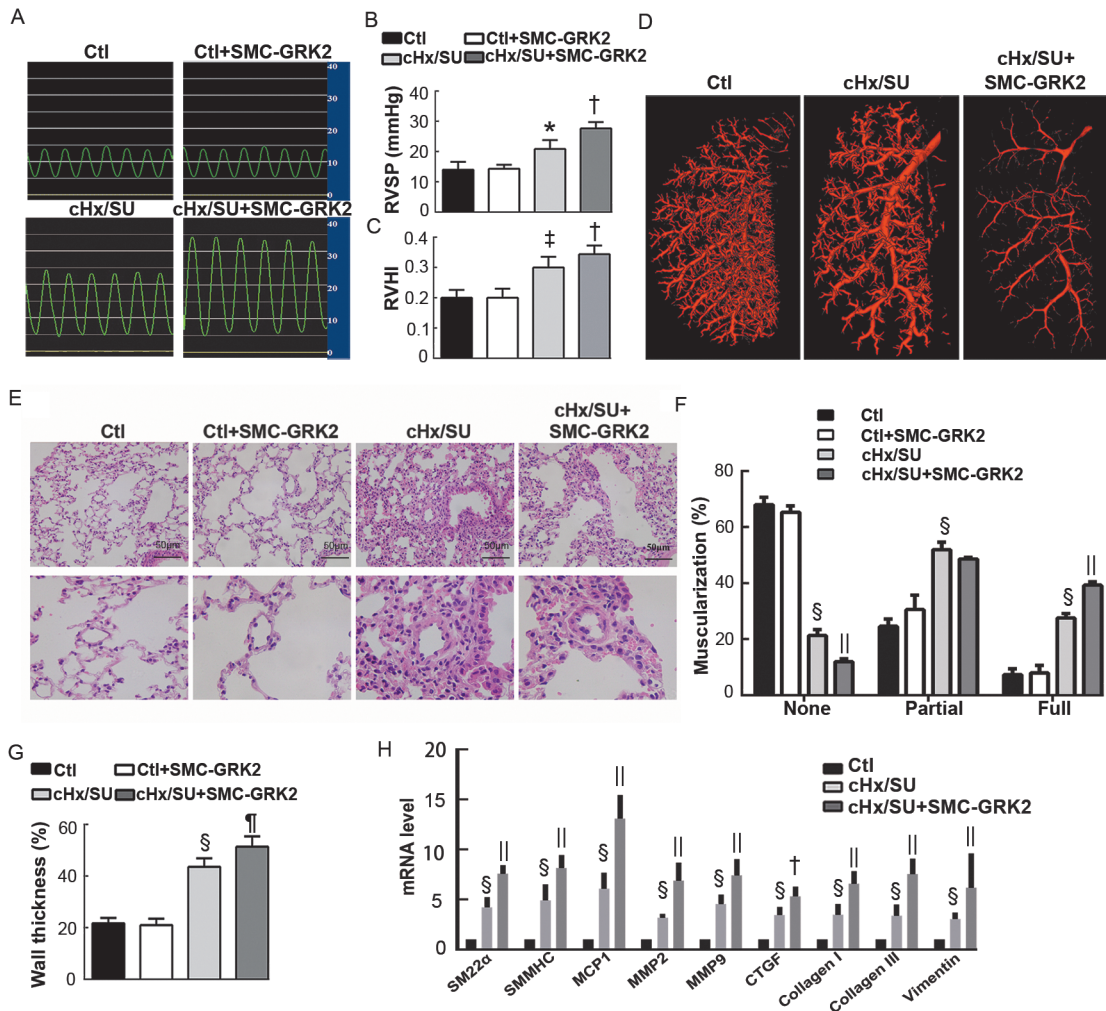 A
Ctl
Ctl+SMC-GRK2
40
30
20
10
0
cHx/SU
cHx/SU+SMC-GRK2
40
30
20
10
0
B
Ctl
Ctl+SMC-GRK2
cHx/SU
cHx/SU+SMC-GRK2
RVSP (mmHg)
40
30
20
10
0
*
†
C
RVHI
0.4
0.3
0.2
0.1
0
‡
†
D
Ctl
cHx/SU
cHx/SU+
SMC-GRK2
E
Ctl
Ctl+SMC-GRK2
cHx/SU
cHx/SU+
SMC-GRK2
50μm
50μm
50μm
50μm
F
Ctl
Ctl+SMC-GRK2
cHx/SU
cHx/SU+SMC-GRK2
Muscularization (%)
80
60
40
20
0
§
||
§
§
||
None
Partial
Full
G
Ctl
Ctl+SMC-GRK2
cHx/SU
cHx/SU+SMC-GRK2
Wall thickness (%)
60
40
20
0
§
¶
H
Ctl
cHx/SU
cHx/SU+SMC-GRK2
mRNA level
20
15
10
5
0
§ ||
§ ||
§ ||
§ ||
§ ||
§ †
§ ||
§ ||
§ ||
SM22α
SMMHC
MCP1
MMP2
MMP9
CTGF
Collagen I
Collagen III
Vimentin